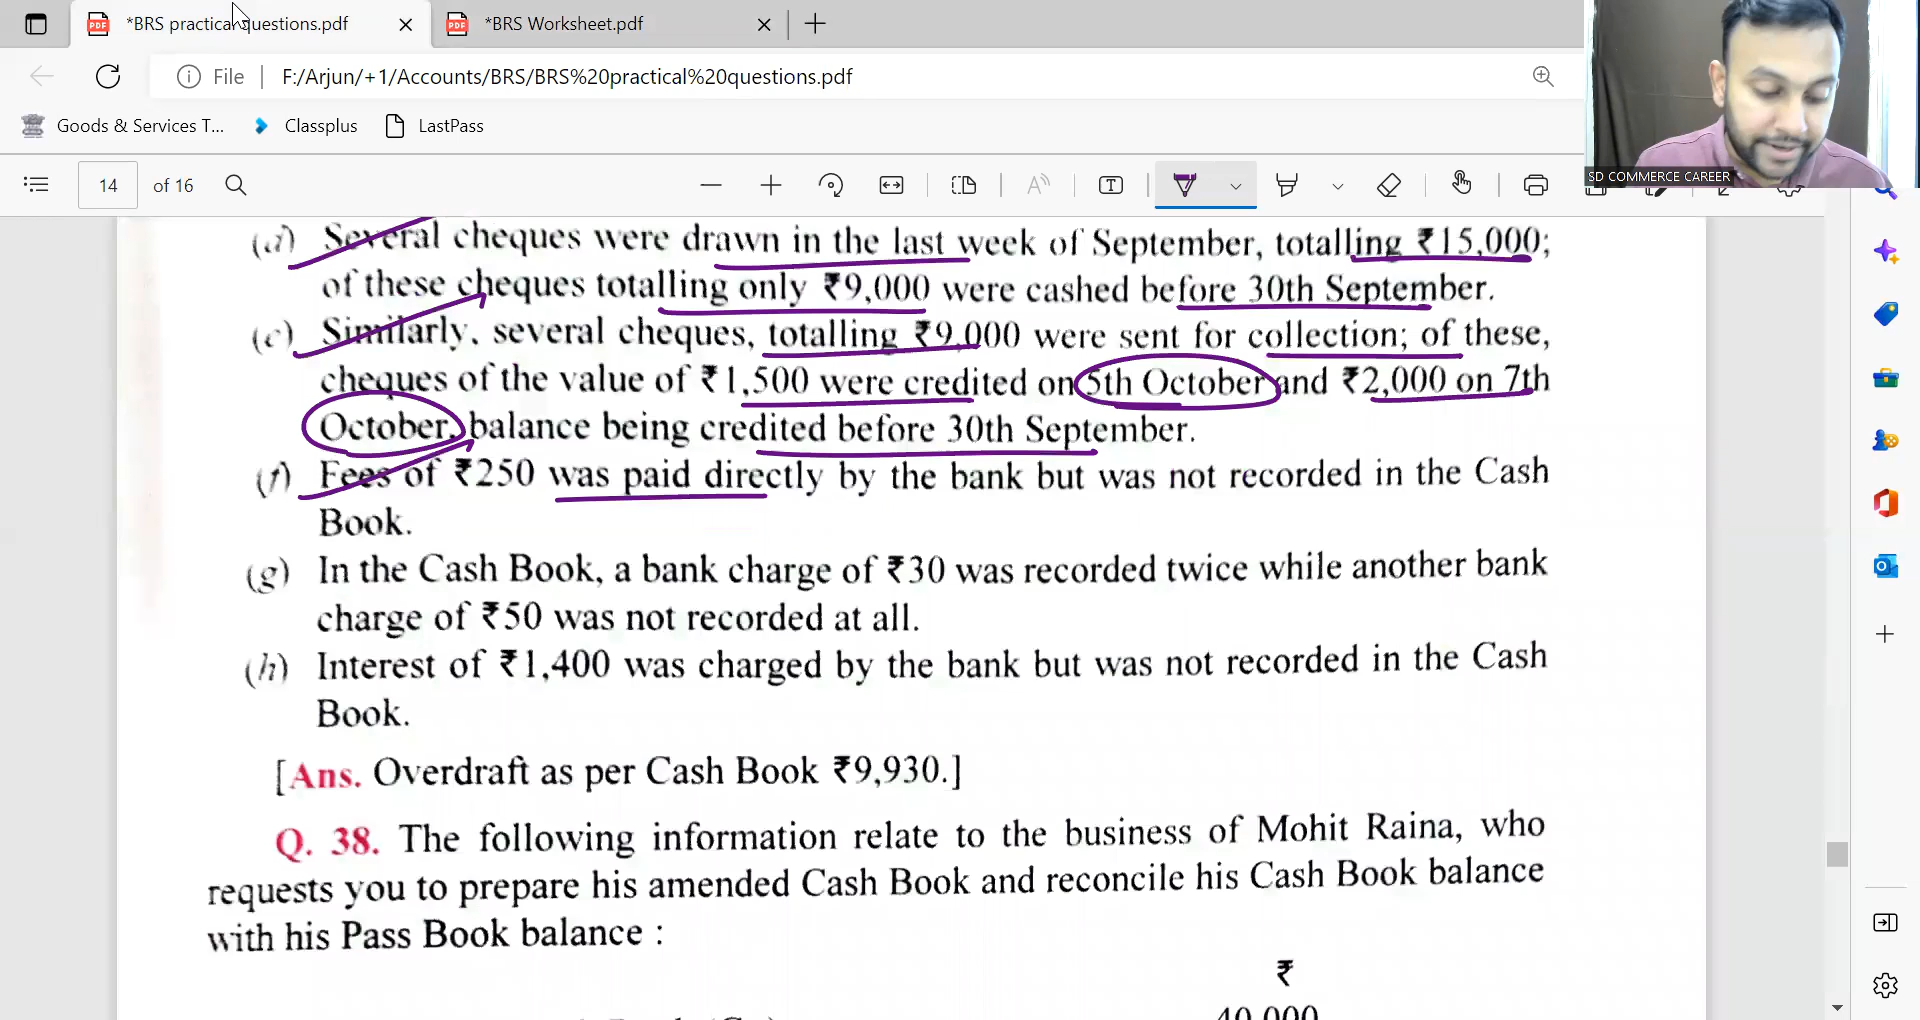 *BRS practical questions.pdf
*BRS Worksheet.pdf
File
F:/Arjun/+1/Accounts/BRS/BRS%20practical%20questions.pdf
Goods & Services T...
Classplus
LastPass
SD COMMERCE CAREER
14 of 16
(d) Several cheques were drawn in the last week of September, totalling ₹15,000;
of these cheques totalling only ₹9,000 were cashed before 30th September.
(e) Similarly, several cheques, totalling ₹9,000 were sent for collection; of these,
cheques of the value of ₹1,500 were credited on 5th October and ₹2,000 on 7th
October, balance being credited before 30th September.
(f) Fees of ₹250 was paid directly by the bank but was not recorded in the Cash
Book.
(g) In the Cash Book, a bank charge of ₹30 was recorded twice while another bank
charge of ₹50 was not recorded at all.
(h) Interest of ₹1,400 was charged by the bank but was not recorded in the Cash
Book.
[Ans. Overdraft as per Cash Book ₹9,930.]
Q. 38. The following information relate to the business of Mohit Raina, who
requests you to prepare his amended Cash Book and reconcile his Cash Book balance
with his Pass Book balance :
₹
40,000